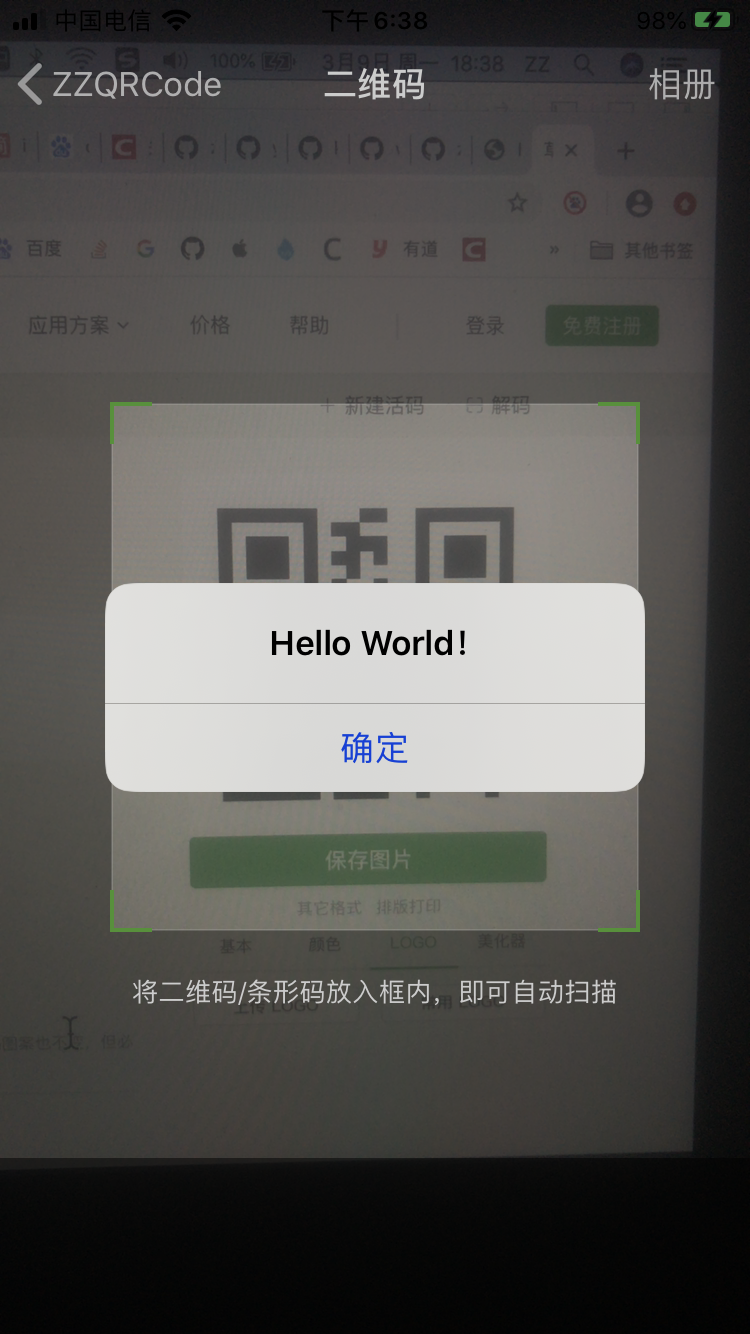 中国电信 下午6:38 98%
100% 3月9日 周一 18:38 ZZ
ZZQRCode 二维码 相册
百度 有道 » 其他书签
应用方案 价格 帮助 登录 免费注册
+ 新建活码 解码
Hello World!
确定
保存图片
其它格式 排版打印
基本 颜色 LOGO 美化器
将二维码/条形码放入框内，即可自动扫描
上传 LOGO